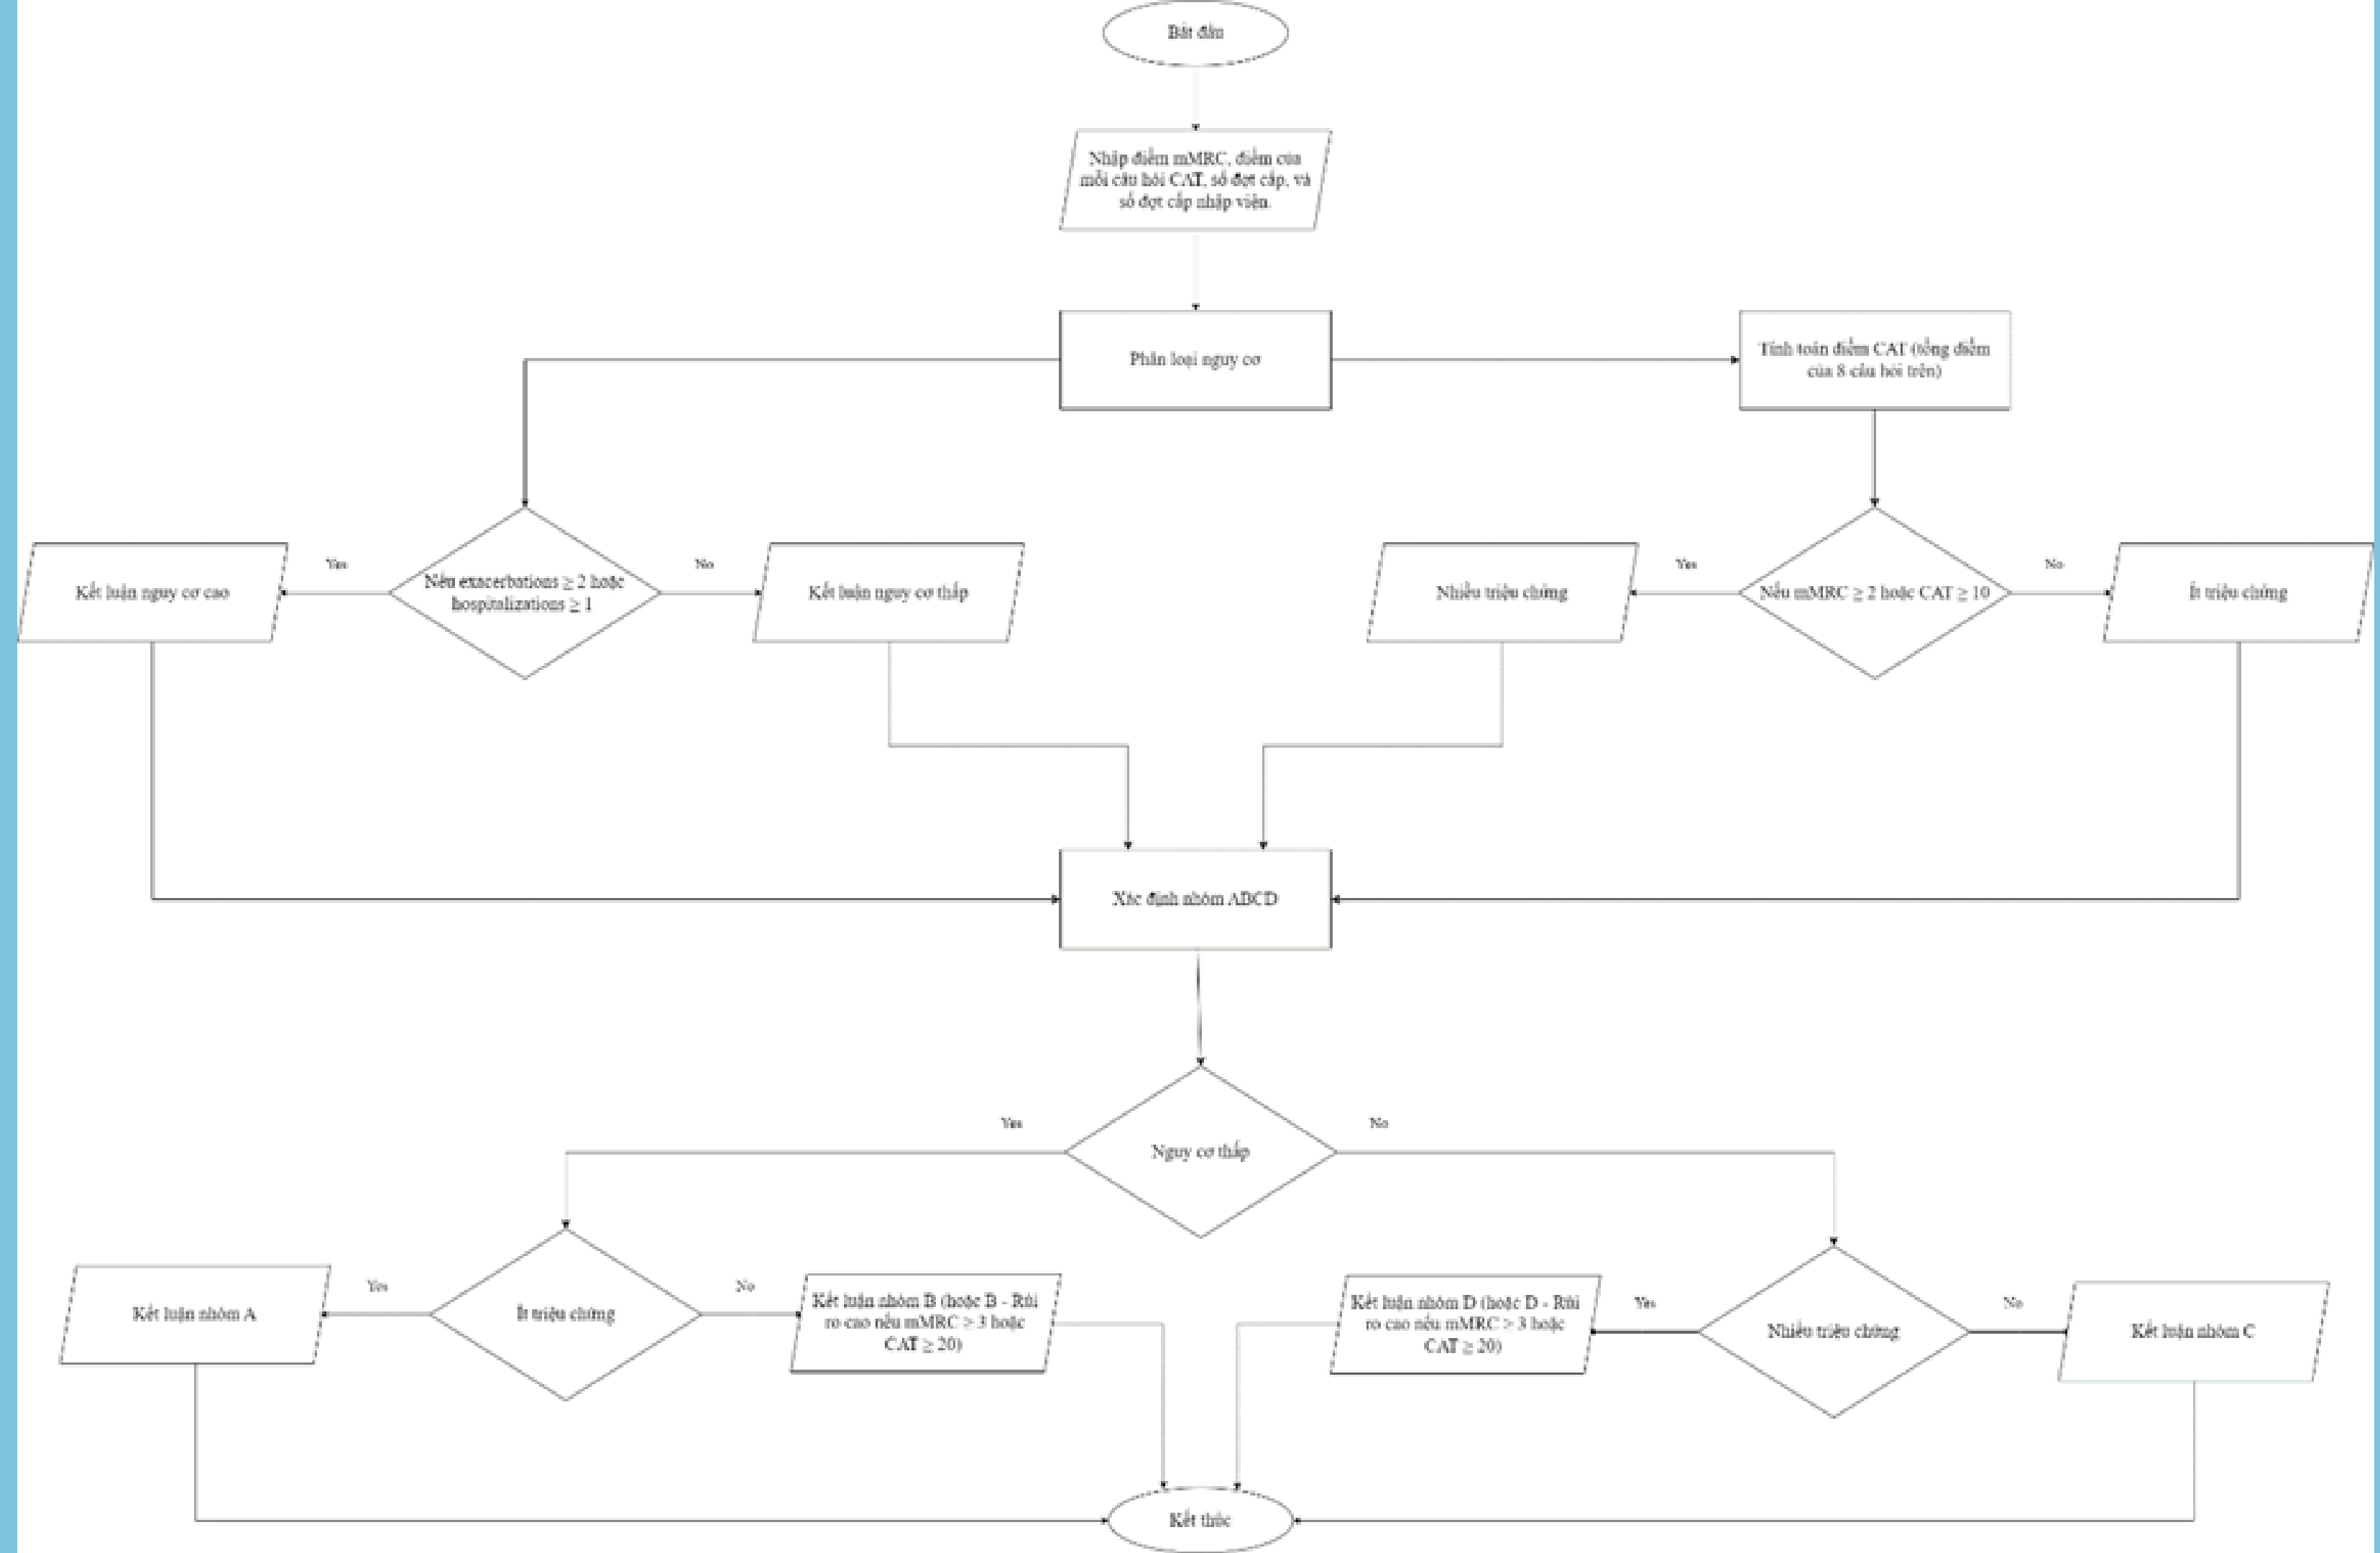 Bắt đầu
Nhập điểm mMRC, điểm của
mỗi câu hỏi CAT, số đợt cấp, và
số đợt cấp nhập viện.
Phân loại nguy cơ
Tính toán điểm CAT (tổng điểm
của 8 câu hỏi trên)
Kết luận nguy cơ cao
Yes
Nếu exacerbations ≥ 2 hoặc
hospitalizations ≥ 1
No
Kết luận nguy cơ thấp
Nhiều triệu chứng
Yes
Nếu mMRC ≥ 2 hoặc CAT ≥ 10
No
Ít triệu chứng
Xác định nhóm ABCD
Yes
Nguy cơ thấp
No
Kết luận nhóm A
Yes
Ít triệu chứng
No
Kết luận nhóm B (hoặc B - Rủi
ro cao nếu mMRC ≥ 3 hoặc
CAT ≥ 20)
Kết luận nhóm D (hoặc D - Rủi
ro cao nếu mMRC ≥ 3 hoặc
CAT ≥ 20)
Yes
Nhiều triệu chứng
No
Kết luận nhóm C
Kết thúc